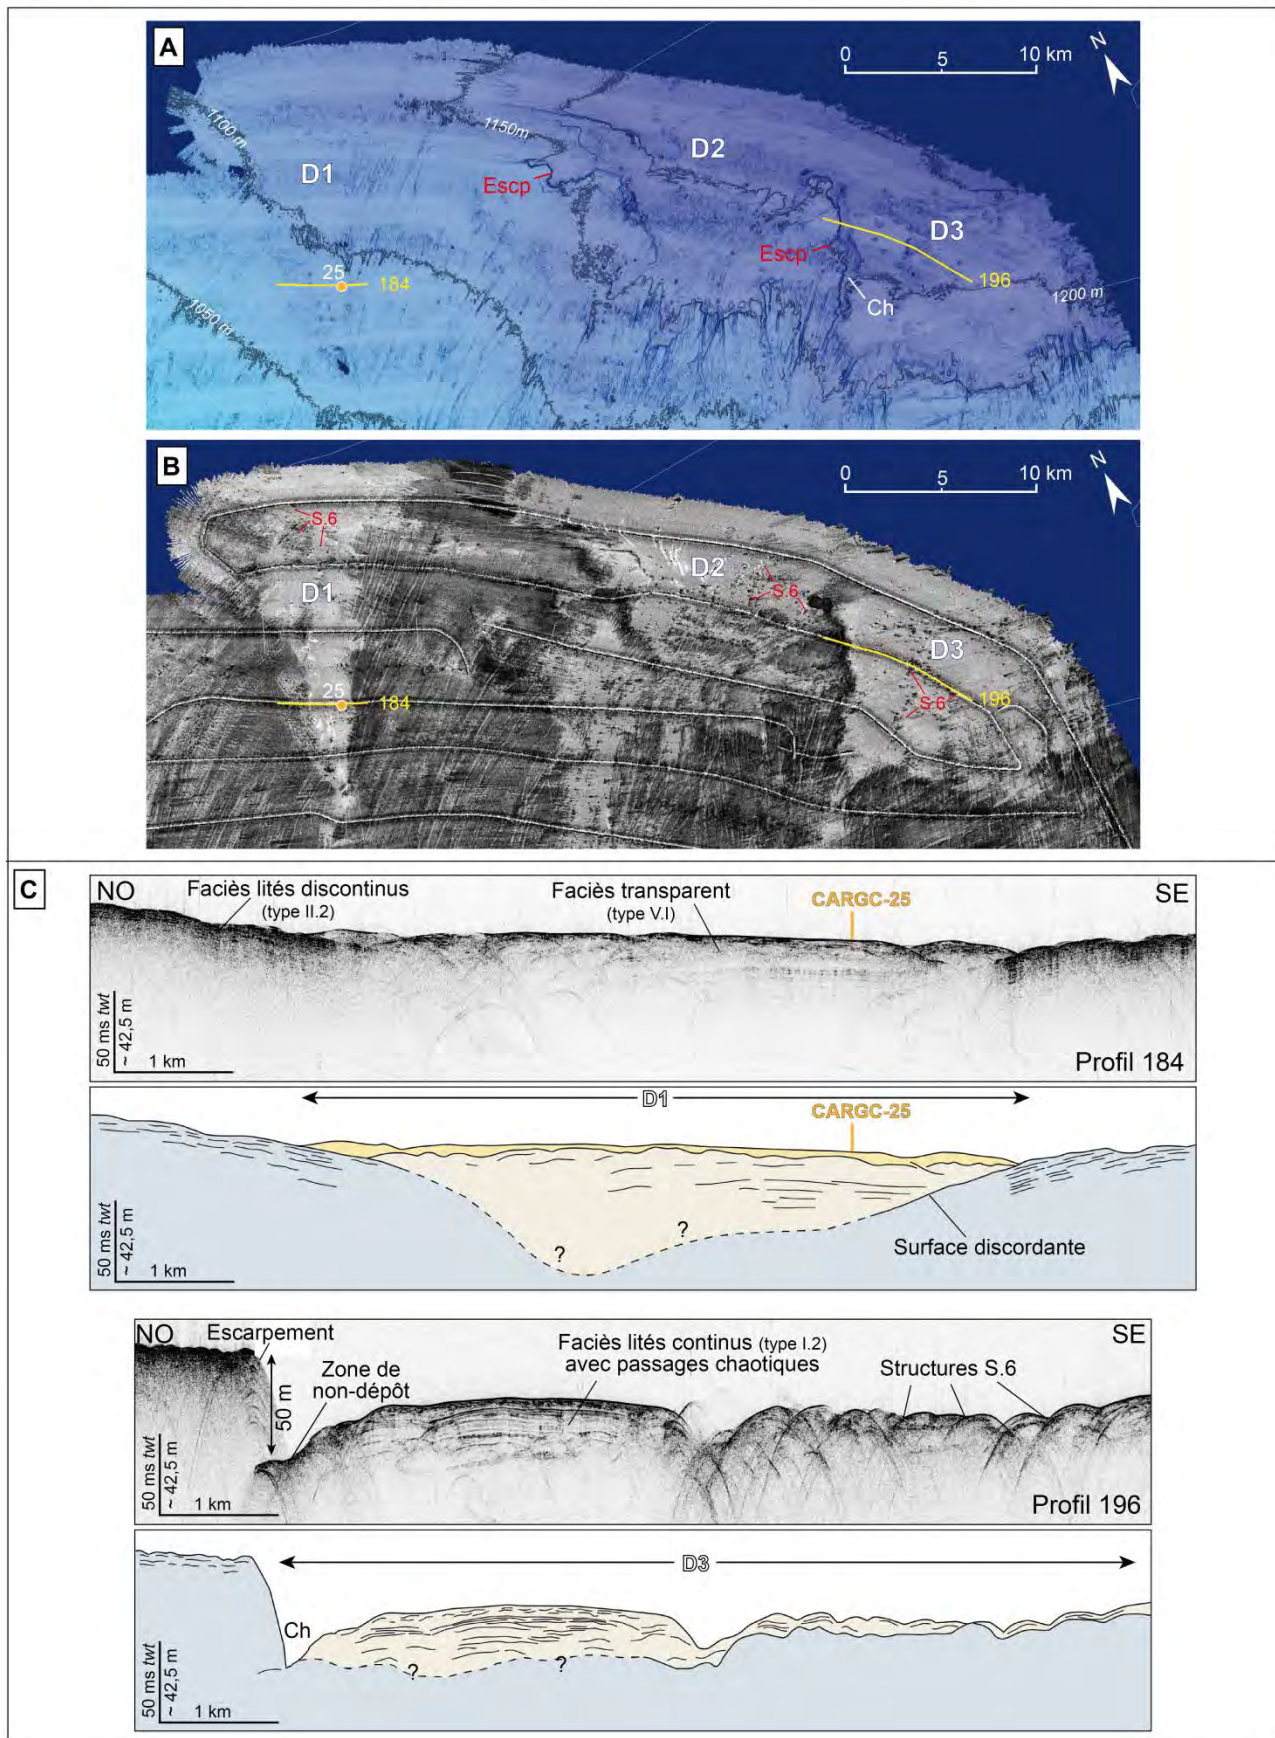 A
0 5 10 km
N
1100 m
1150m
D1
D2
D3
Escp
Escp
25
184
196
Ch
1050 m
1200 m
B
0 5 10 km
N
S.6
D1
D2
S.6
D3
25
184
196
S.6
C
NO
Faciès lités discontinus
(type II.2)
Faciès transparent
(type V.I)
CARGC-25
SE
50 ms twt
~ 42,5 m
1 km
Profil 184
D1
CARGC-25
50 ms twt
~ 42,5 m
1 km
?
?
Surface discordante
NO
Escarpement
Zone de
non-dépôt
50 m
Faciès lités continus (type I.2)
avec passages chaotiques
Structures S.6
SE
50 ms twt
~ 42,5 m
1 km
Profil 196
D3
Ch
?
?
50 ms twt
~ 42,5 m
1 km